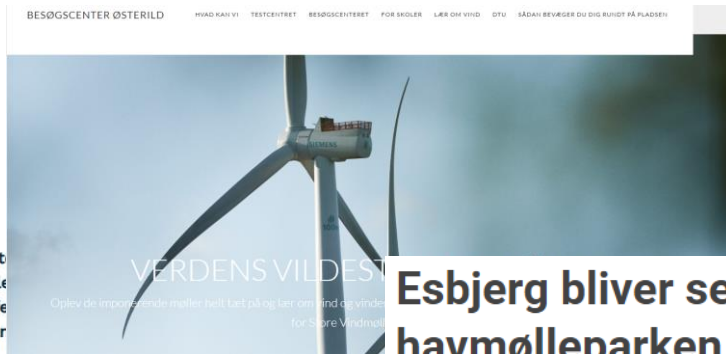 BESØGSCENTER ØSTERILD
HVAD KAN VI TESTCENTRET BESØGSCENTERET FOR SKOLER LÆR OM VIND DTU SÅDAN BEVÆGER DU DIG RUNDT PÅ PLADSEN
SIEMENS
VERDENS VILDEST
Oplev de imponerende møller helt tæt på og lær om vind og vinde
for Store Vindmøl
Esbjerg bliver se
havmølleparken